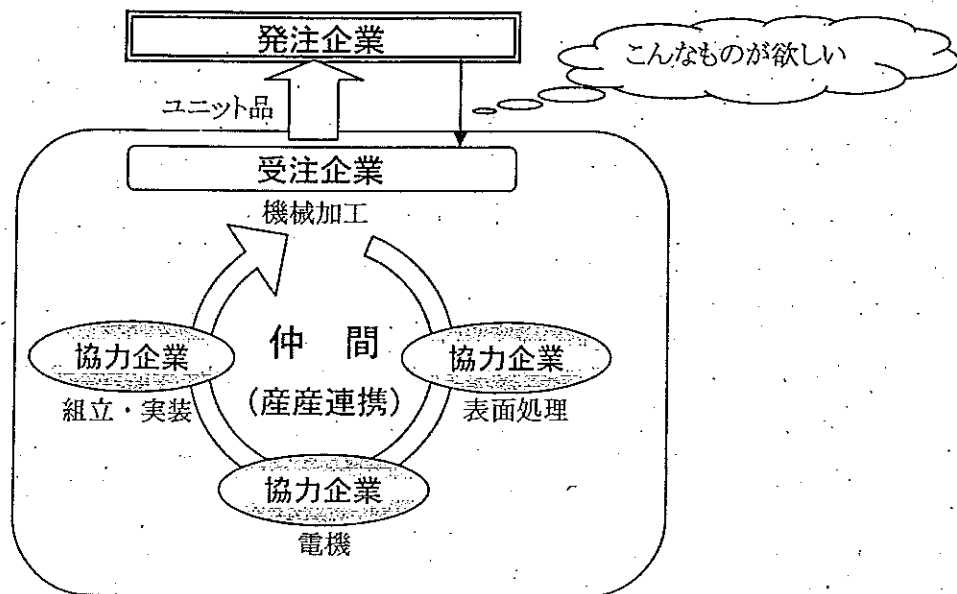 発注企業
こんなものが欲しい
ユニット品
受注企業
機械加工
仲 間
(産産連携)
協力企業
組立・実装
協力企業
表面処理
協力企業
電機